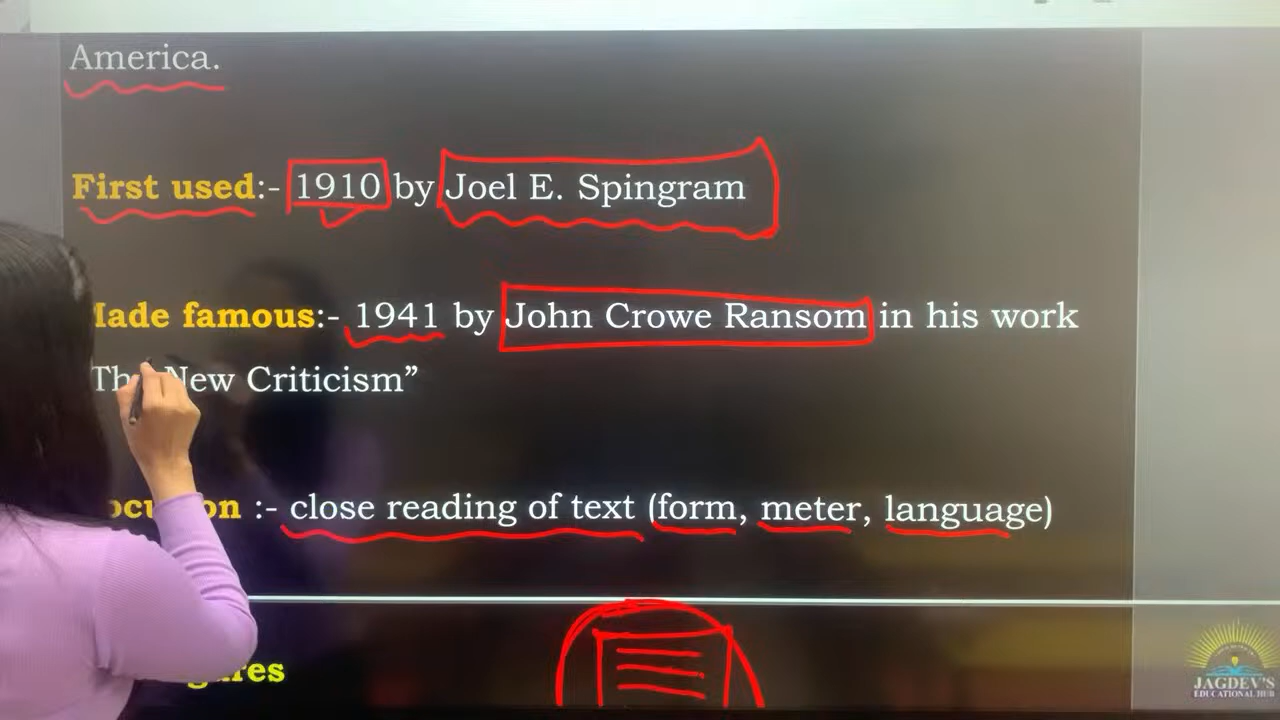 America.
First used:- 1910 by Joel E. Spingram
Made famous:- 1941 by John Crowe Ransom in his work
The New Criticism”
:- close reading of text (form, meter, language)
JAGDEV'S
EDUCATIONAL HUB